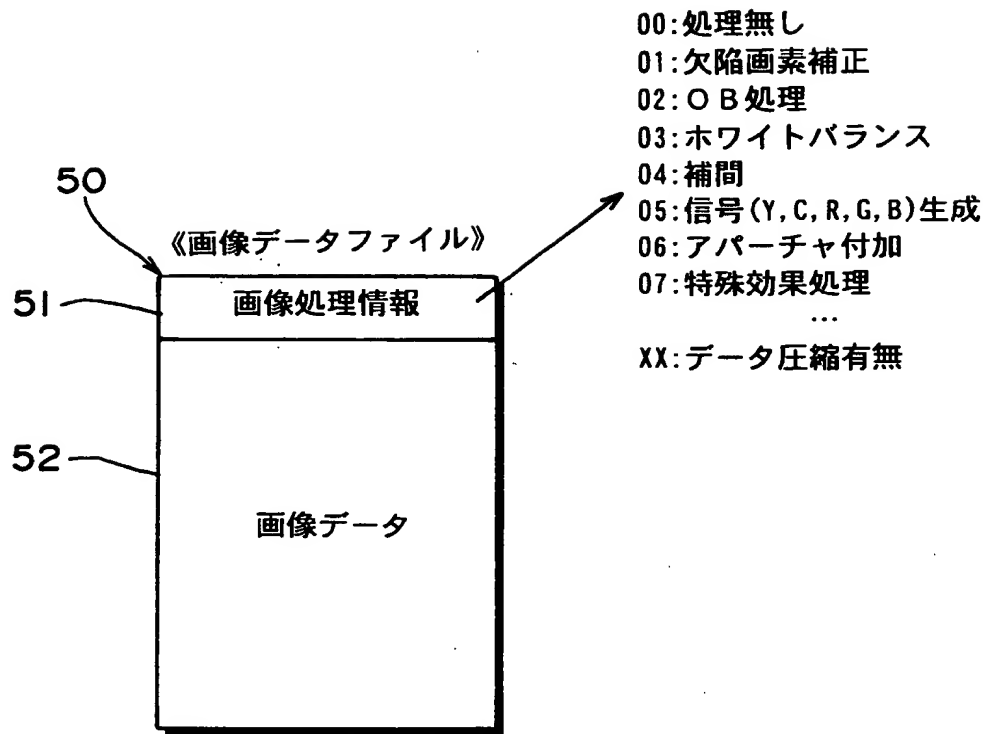 00:処理無し
01:欠陥画素補正
02:OB処理
03:ホワイトバランス
04:補間
05:信号(Y,C,R,G,B)生成
06:アパーチャ付加
07:特殊効果処理
…
XX:データ圧縮有無
50
《画像データファイル》
51
画像処理情報
52
画像データ